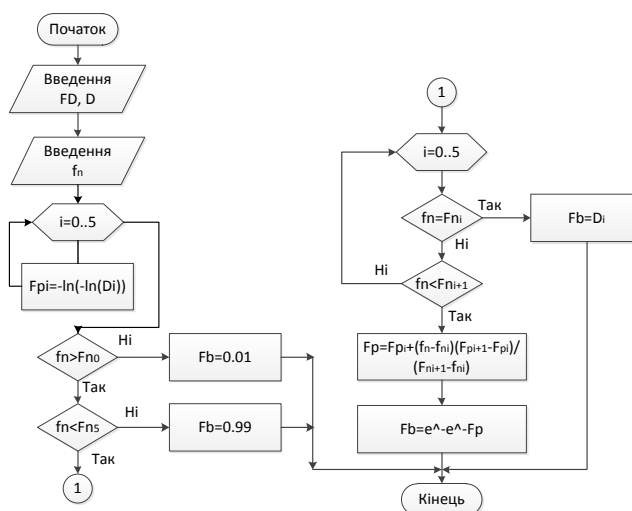 Початок
Введення
FD, D
Введення
fn
i=0..5
Fpi=-ln(-ln(Di))
fn>Fn0
Ні
Fb=0.01
Так
fn<Fn5
Ні
Fb=0.99
Так
1
1
i=0..5
fn=Fni
Так
Fb=Di
Ні
Ні
fn<Fni+1
Так
Fp=Fpi+(fn-fni)(Fpi+1-Fpi)/
(Fni+1-fni)
Fb=e^-e^-Fp
Кінець